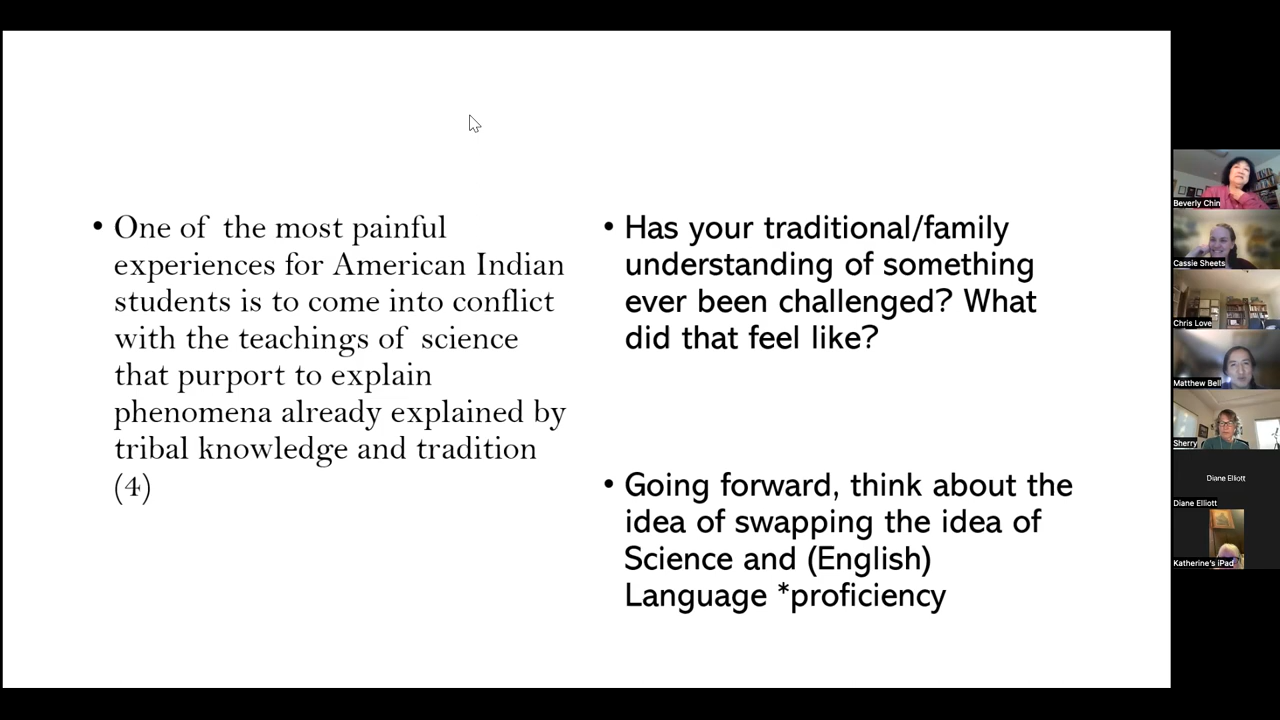 • One of the most painful
experiences for American Indian
students is to come into conflict
with the teachings of science
that purport to explain
phenomena already explained by
tribal knowledge and tradition
(4)
• Has your traditional/family
understanding of something
ever been challenged? What
did that feel like?
• Going forward, think about the
idea of swapping the idea of
Science and (English)
Language *proficiency
Beverly Chin
Cassie Sheets
Chris Love
Matthew Bell
Sherry
Diane Elliott
Diane Elliott
Katherine's iPad